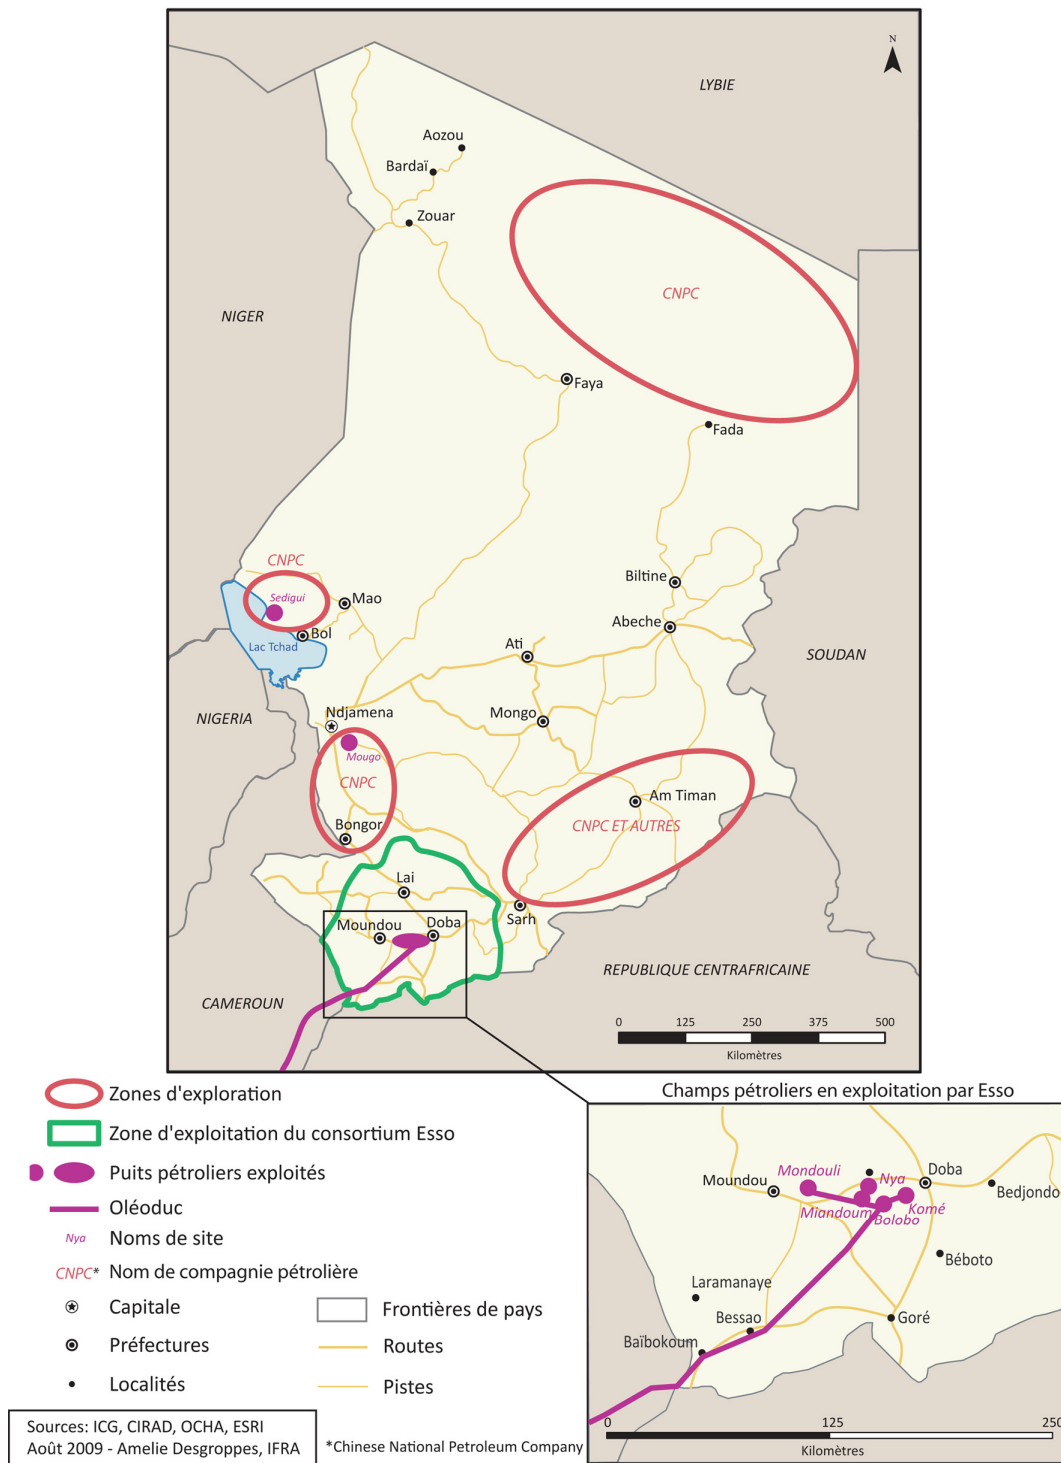 N
LYBIE
Aozou
Bardaï
Zouar
CNPC
NIGER
Faya
Fada
CNPC
Sedigui
Mao
Biltine
Bol
Abeche
Lac Tchad
Ati
SOUDAN
Ndjamena
NIGERIA
Mongo
Mougo
CNPC
Am Timan
CNPC ET AUTRES
Bongor
Lai
Sarh
Moundou
Doba
REPUBLIQUE CENTRAFRICAINE
CAMEROUN
0 125 250 375 500
Kilomètres
Zones d'exploration
Zone d'exploitation du consortium Esso
Puits pétroliers exploités
Oléoduc
Nya Noms de site
CNPC* Nom de compagnie pétrolière
Capitale
Frontières de pays
Préfectures
Routes
Localités
Pistes
Sources: ICG, CIRAD, OCHA, ESRI
Août 2009 - Amelie Desgroppes, IFRA
*Chinese National Petroleum Company
Champs pétroliers en exploitation par Esso
Mondouli
Doba
Moundou
Nya
Bedjondo
Miandoum
Bolobo
Komé
Béboto
Laramanaye
Bessao
Goré
Baïbokoum
0 125 250
Kilomètres